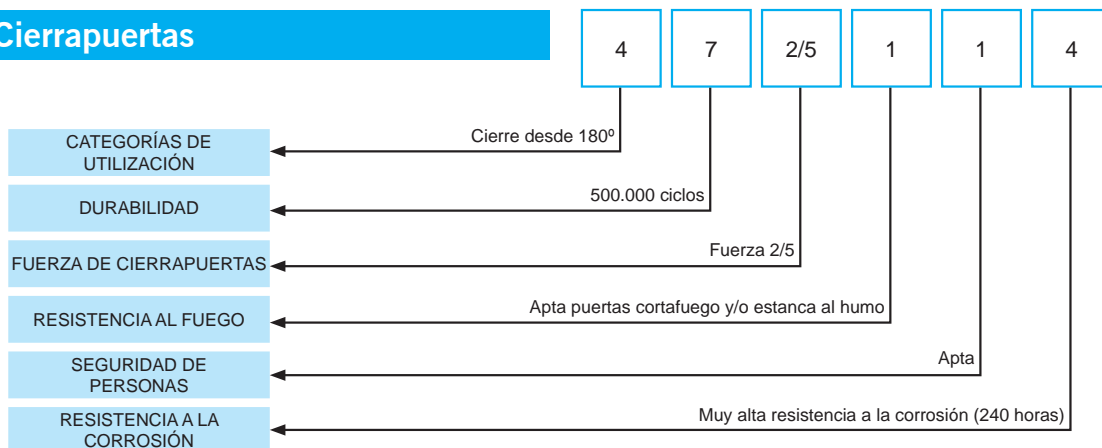 Cierrapuertas
4 7 2/5 1 1 4
Cierre desde 180º
CATEGORÍAS DE
UTILIZACIÓN
500.000 ciclos
DURABILIDAD
Fuerza 2/5
FUERZA DE CIERRAPUERTAS
Apta puertas cortafuego y/o estanca al humo
RESISTENCIA AL FUEGO
Apta
SEGURIDAD DE
PERSONAS
Muy alta resistencia a la corrosión (240 horas)
RESISTENCIA A LA
CORROSIÓN